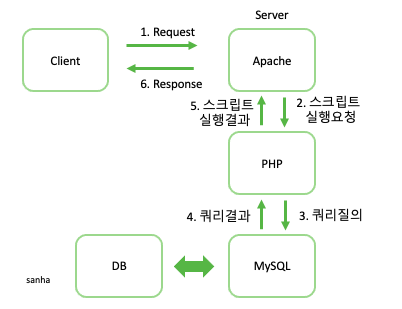 Server
1. Request
Client
Apache
6. Response
5. 스크립트
실행결과
2. 스크립트
실행요청
PHP
4. 쿼리결과
3. 쿼리질의
DB
MySQL
sanha